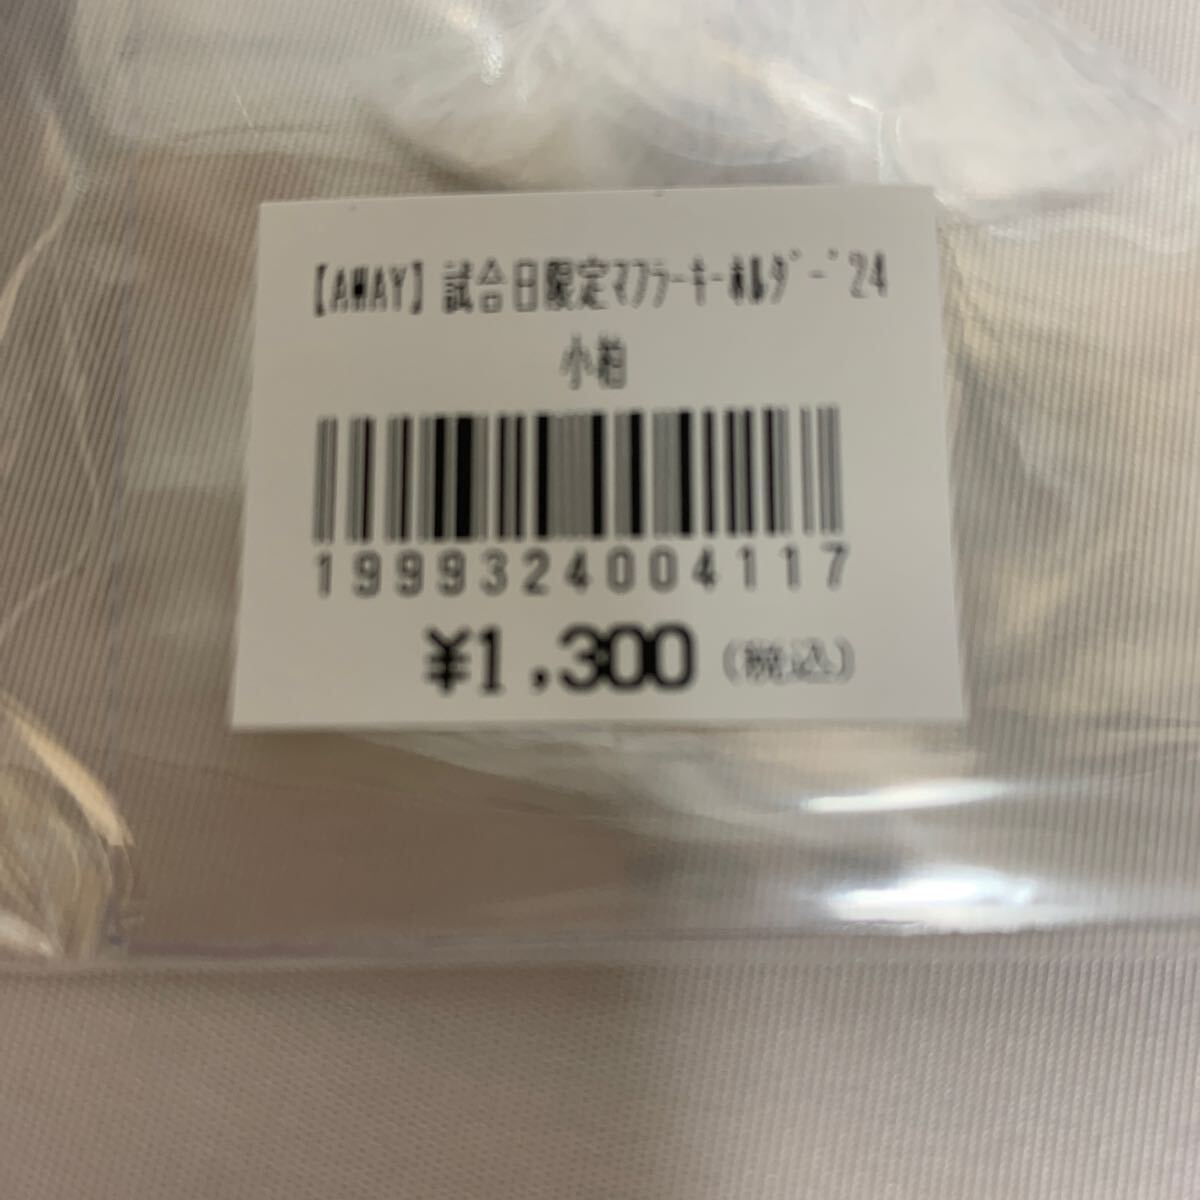 【AWAY】試合日限定ﾏﾌﾗｰｷｰﾎﾙﾀﾞｰ'24
小柏
1999324004117
¥1,300 (税込)